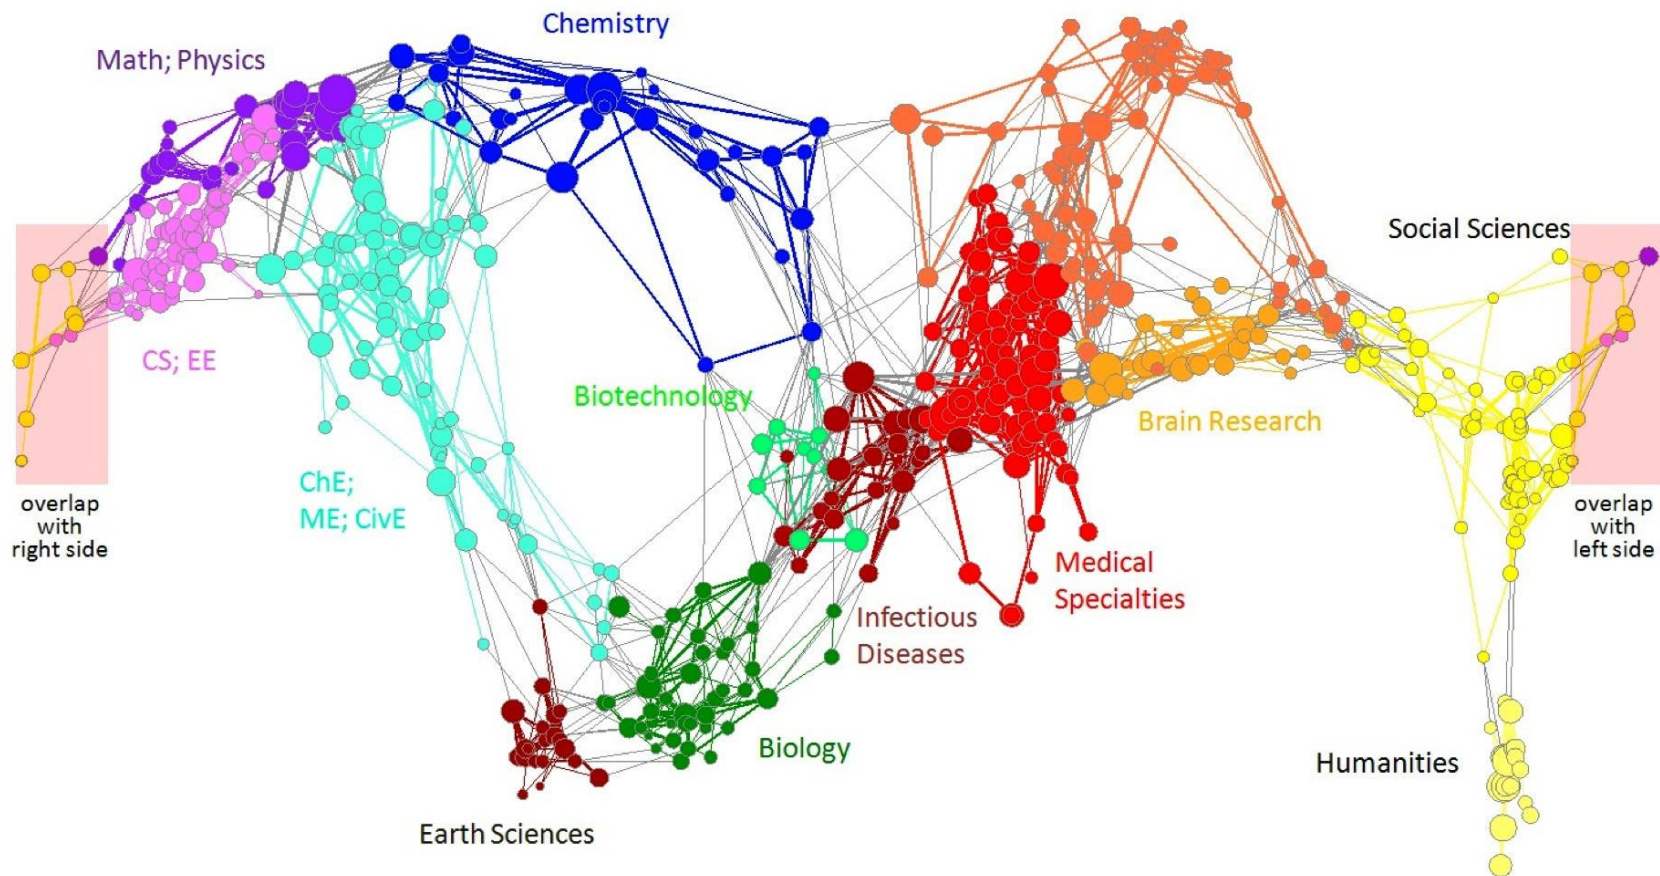 Chemistry
Math; Physics
Social Sciences
CS; EE
Biotechnology
Brain Research
ChE;
ME; CivE
overlap
with
right side
overlap
with
left side
Medical
Specialties
Infectious
Diseases
Biology
Humanities
Earth Sciences